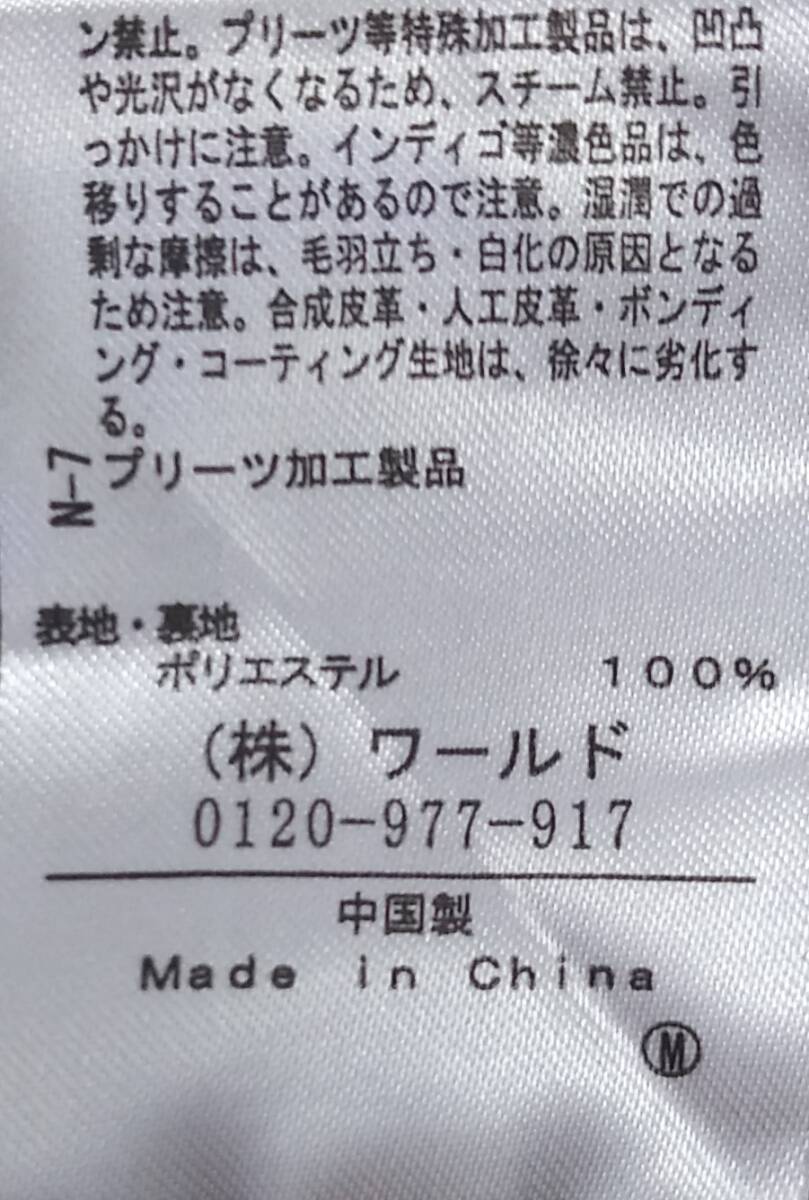 ン禁止。プリーツ等特殊加工製品は、凹凸
や光沢がなくなるため、スチーム禁止。引
っかけに注意。インディゴ等濃色品は、色
移りすることがあるので注意。湿潤での過
剰な摩擦は、毛羽立ち・白化の原因となる
ため注意。合成皮革・人工皮革・ボンディ
ング・コーティング生地は、徐々に劣化す
る。
N-7
プリーツ加工製品
表地・裏地
ポリエステル 100%
(株) ワールド
0120-977-917
中国製
Made in China
Ⓜ